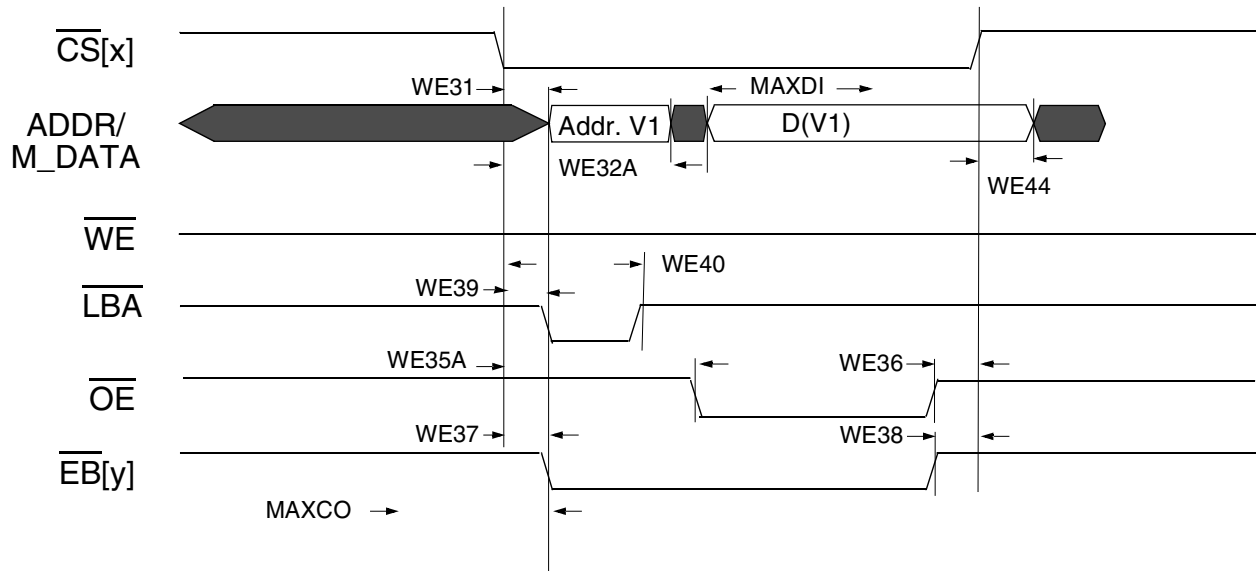 CS[x]
WE31
MAXDI
ADDR/
M_DATA
Addr. V1
D(V1)
WE32A
WE44
WE
WE40
WE39
LBA
WE35A
WE36
OE
WE37
WE38
EB[y]
MAXCO